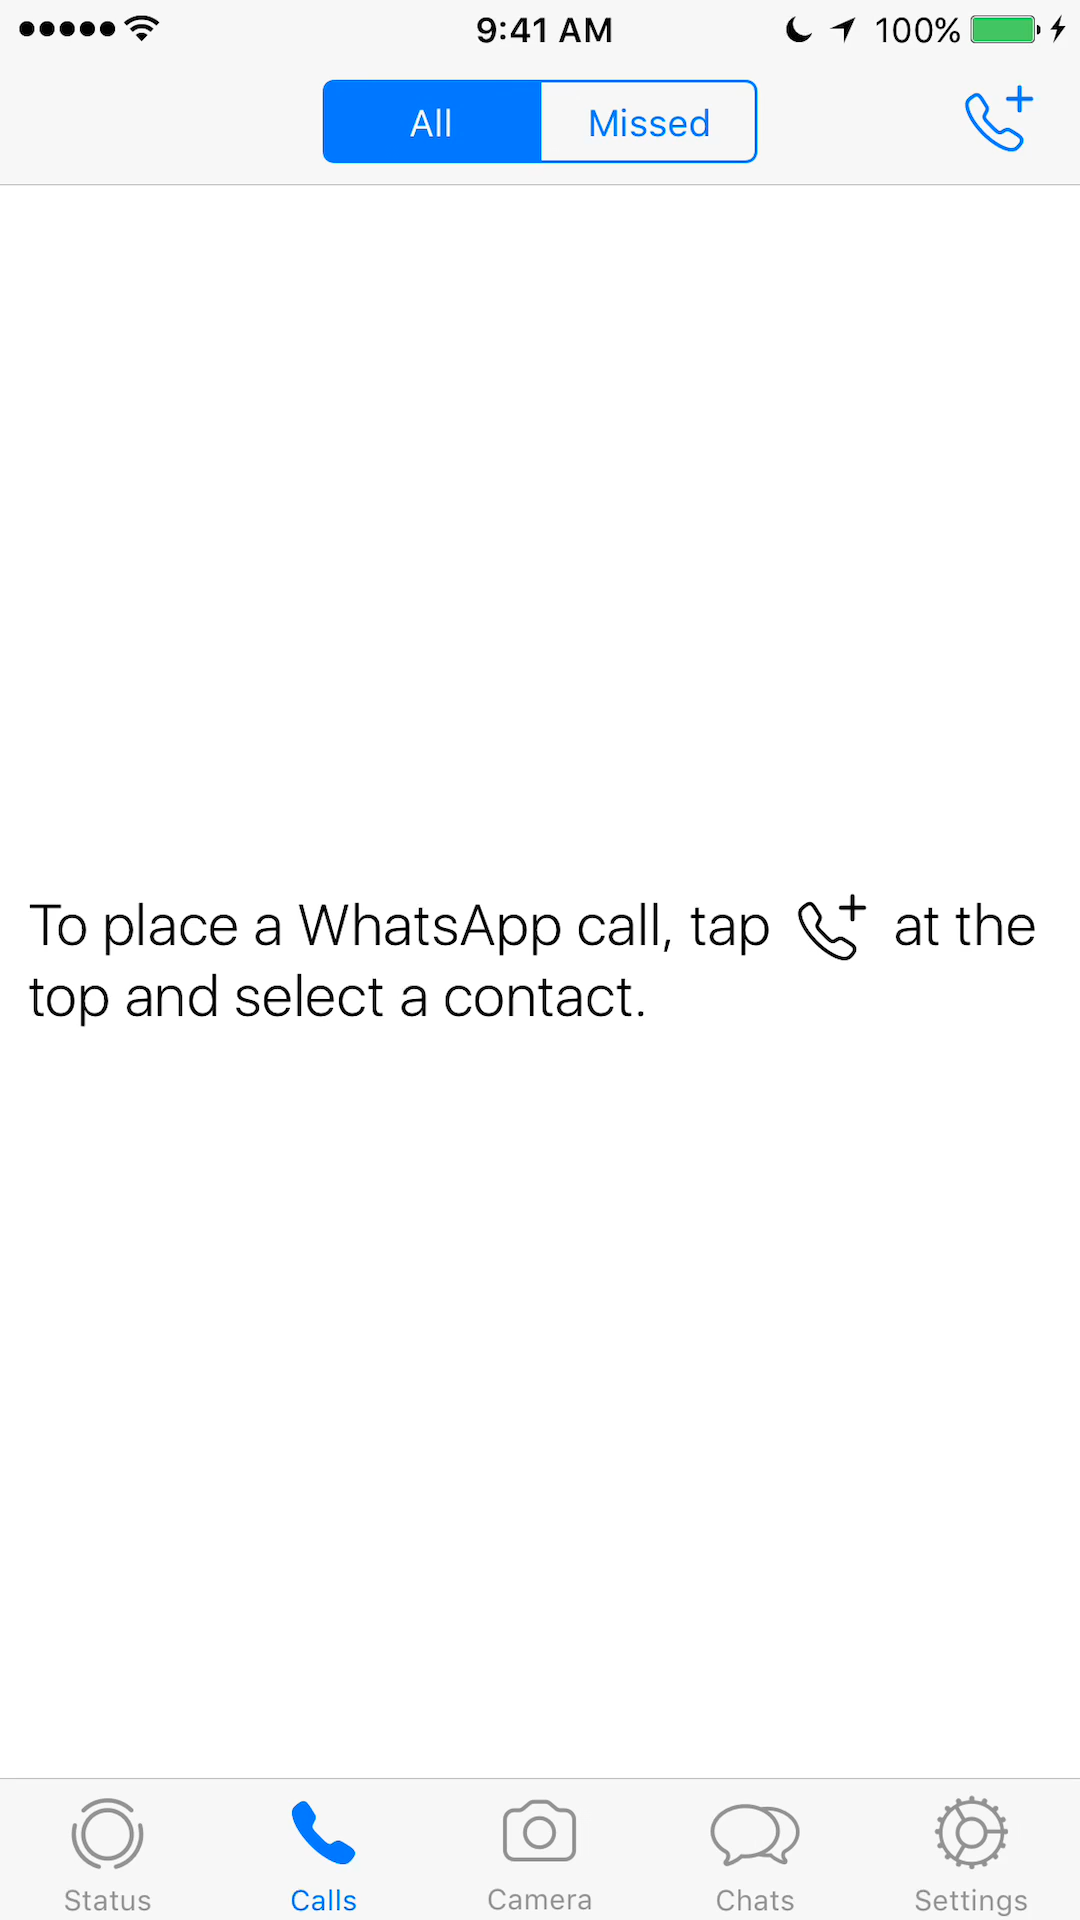 9:41 AM 100%
All Missed
To place a WhatsApp call, tap at the
top and select a contact.
Status Calls Camera Chats Settings